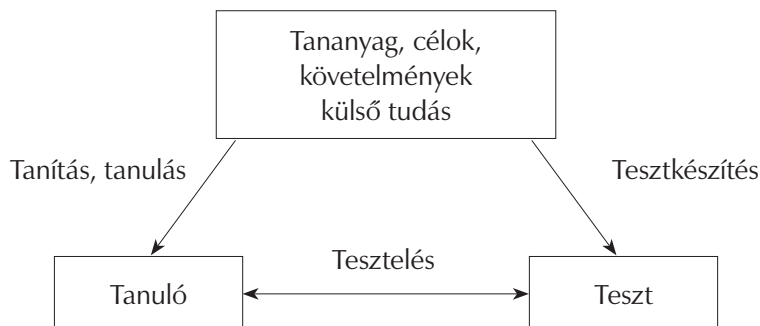 Tananyag, célok,
követelmények
külső tudás
Tanítás, tanulás
Tesztkészítés
Tesztelés
Tanuló
Teszt